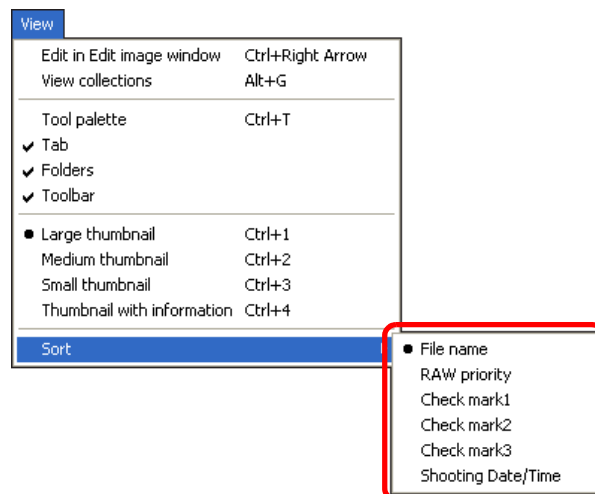 View
Edit in Edit image window Ctrl+Right Arrow
View collections Alt+G
Tool palette Ctrl+T
Tab
Folders
Toolbar
Large thumbnail Ctrl+1
Medium thumbnail Ctrl+2
Small thumbnail Ctrl+3
Thumbnail with information Ctrl+4
Sort
File name
RAW priority
Check mark1
Check mark2
Check mark3
Shooting Date/Time